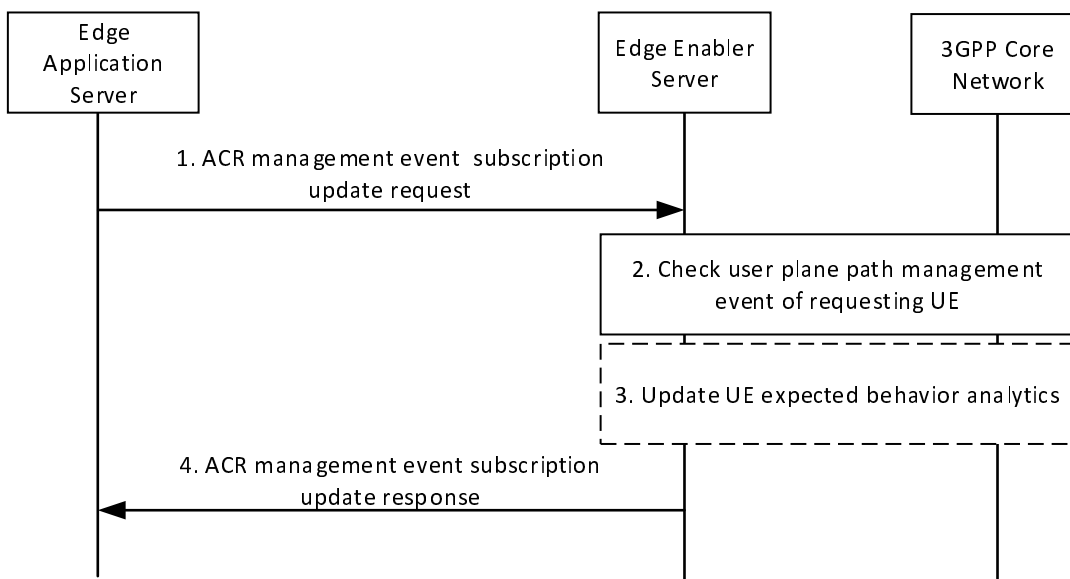 Edge
Application
Server
Edge Enabler
Server
3GPP Core
Network
1. ACR management event subscription
update request
2. Check user plane path management
event of requesting UE
3. Update UE expected behavior analytics
4. ACR management event subscription
update response